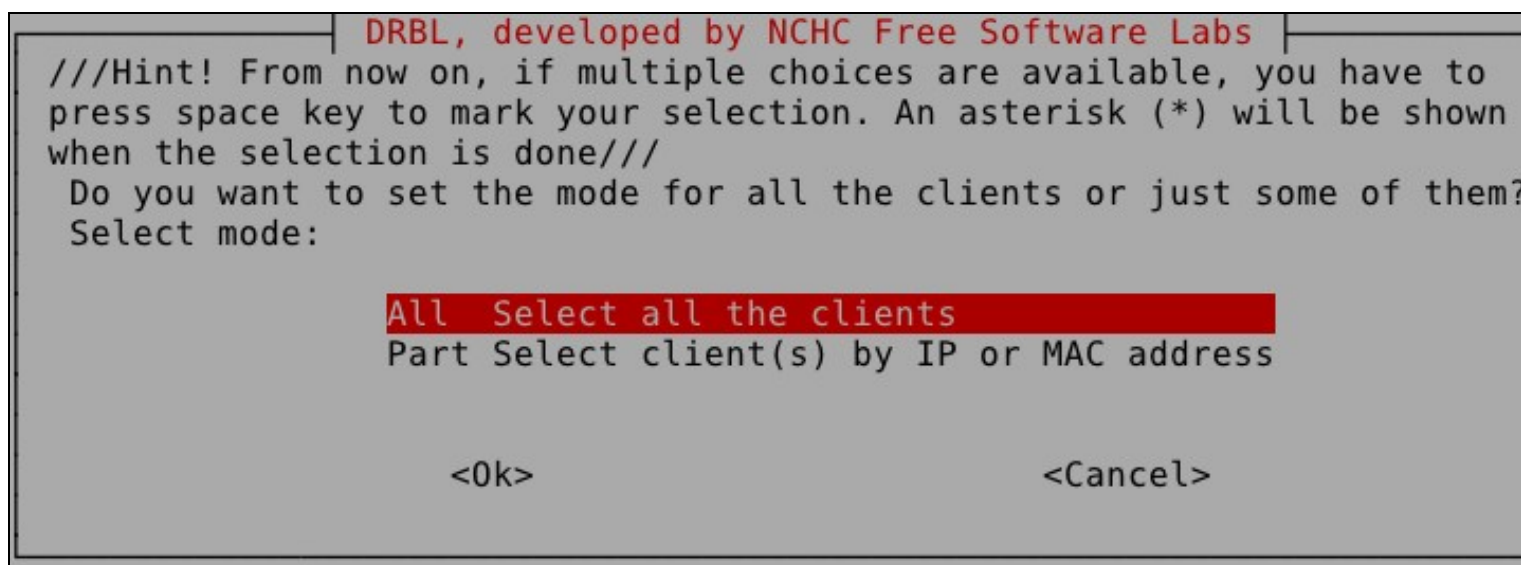 DRBL, developed by NCHC Free Software Labs
///Hint! From now on, if multiple choices are available, you have to
press space key to mark your selection. An asterisk (*) will be shown
when the selection is done///
Do you want to set the mode for all the clients or just some of them?
Select mode:
All Select all the clients
Part Select client(s) by IP or MAC address
<Ok> <Cancel>